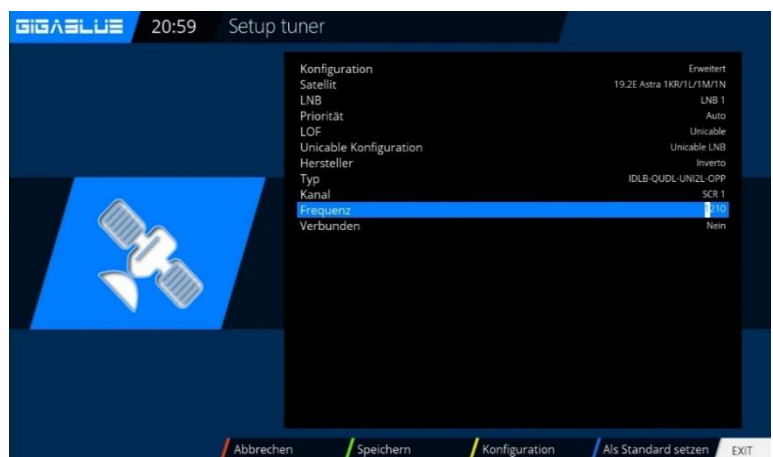 GIGABLUE 20:59 Setup tuner
Konfiguration Erweitert
Satellit 19.2E Astra 1KR/1L/1M/1N
LNB LNB 1
Priorität Auto
LOF Unicable
Unicable Konfiguration Unicable LNB
Hersteller Inverto
Typ IDLB-QUDL-UNI2L-OPP
Kanal SCR 1
Frequenz 1210
Verbunden Nein
Abbrechen Speichern Konfiguration Als Standard setzen EXIT